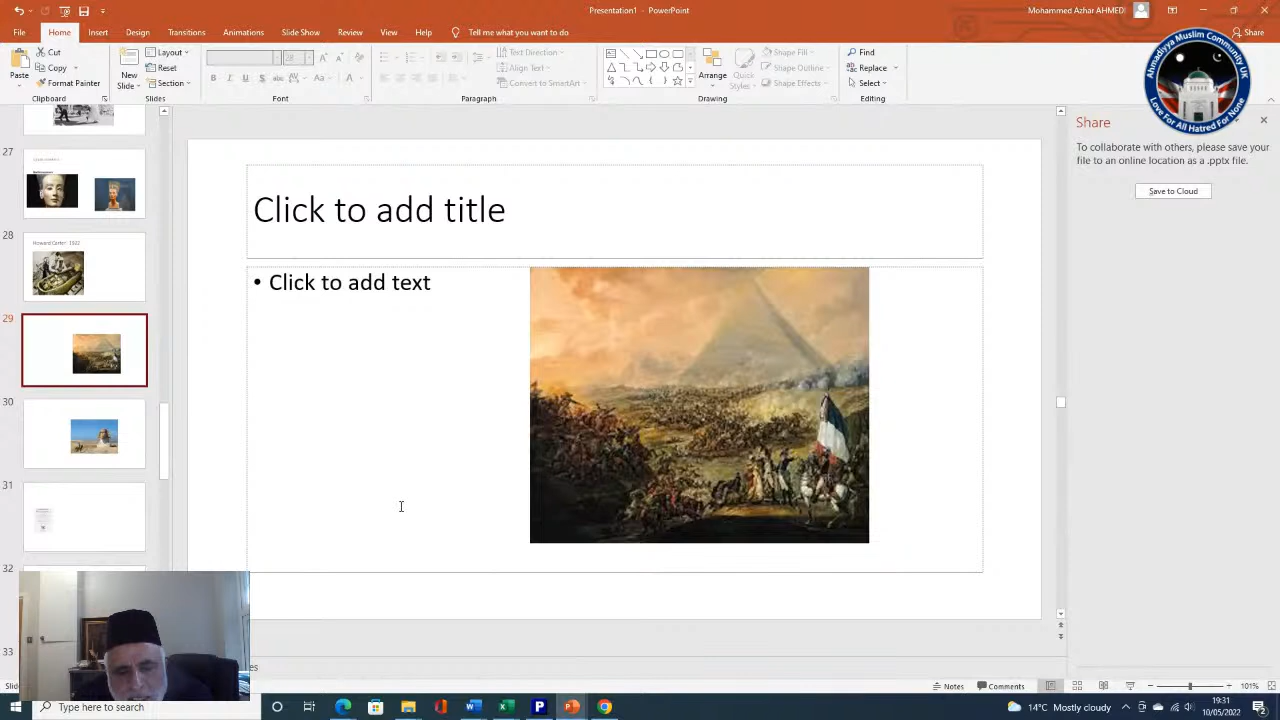 Presentation1 - PowerPoint
Mohammed Azhar AHMED
File
Home
Insert
Design
Transitions
Animations
Slide Show
Review
View
Help
Tell me what you want to do
Share
Paste
Cut
Copy
Format Painter
Clipboard
New
Slide
Layout
Reset
Section
Slides
Font
Text Direction
Align Text
Convert to SmartArt
Paragraph
Arrange
Quick
Styles
Shape Fill
Shape Outline
Shape Effects
Drawing
Find
Replace
Select
Editing
Ahmadiyya Muslim Community UK
Love For All Hatred For None
27
28
Howard Carter 1922
29
30
31
32
33
Click to add title
• Click to add text
Share
To collaborate with others, please save your
file to an online location as a .pptx file.
Save to Cloud
Notes
Comments
101%
Type here to search
14°C Mostly cloudy
19:31
10/05/2022